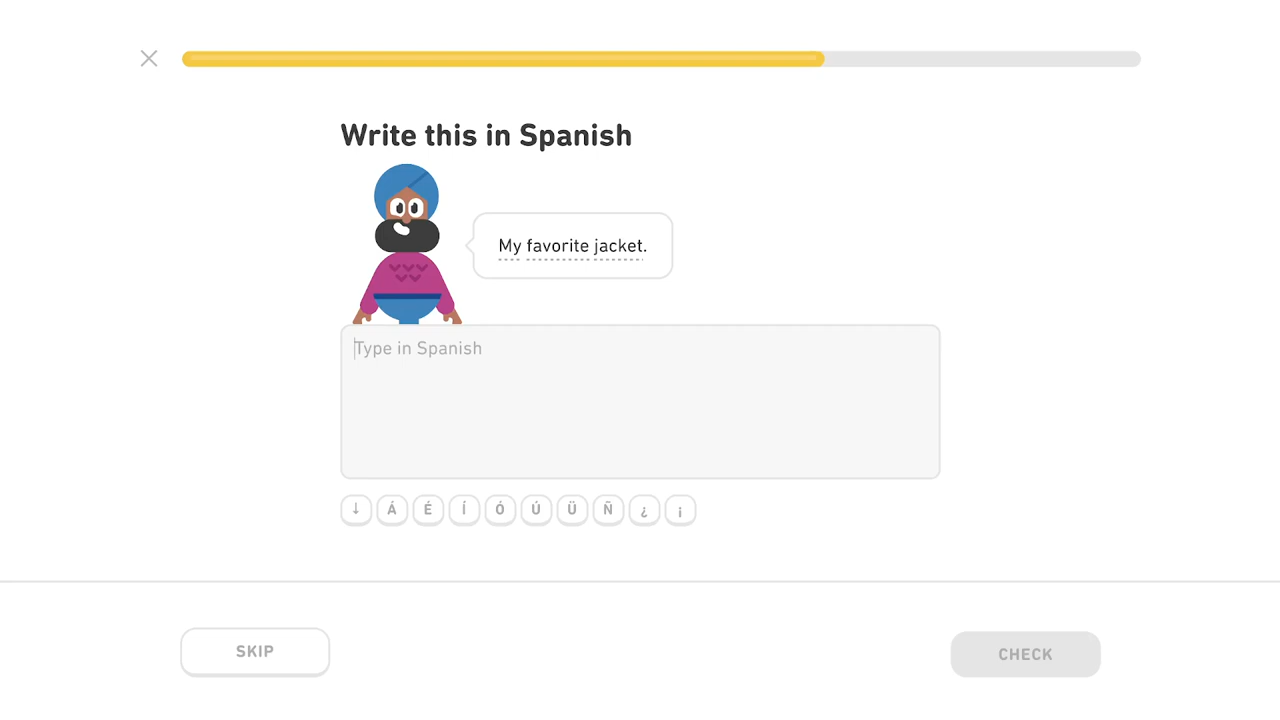 Write this in Spanish
My favorite jacket.
Type in Spanish
↓ Á É Í Ó Ú Ü Ñ ¿ ¡
SKIP
CHECK